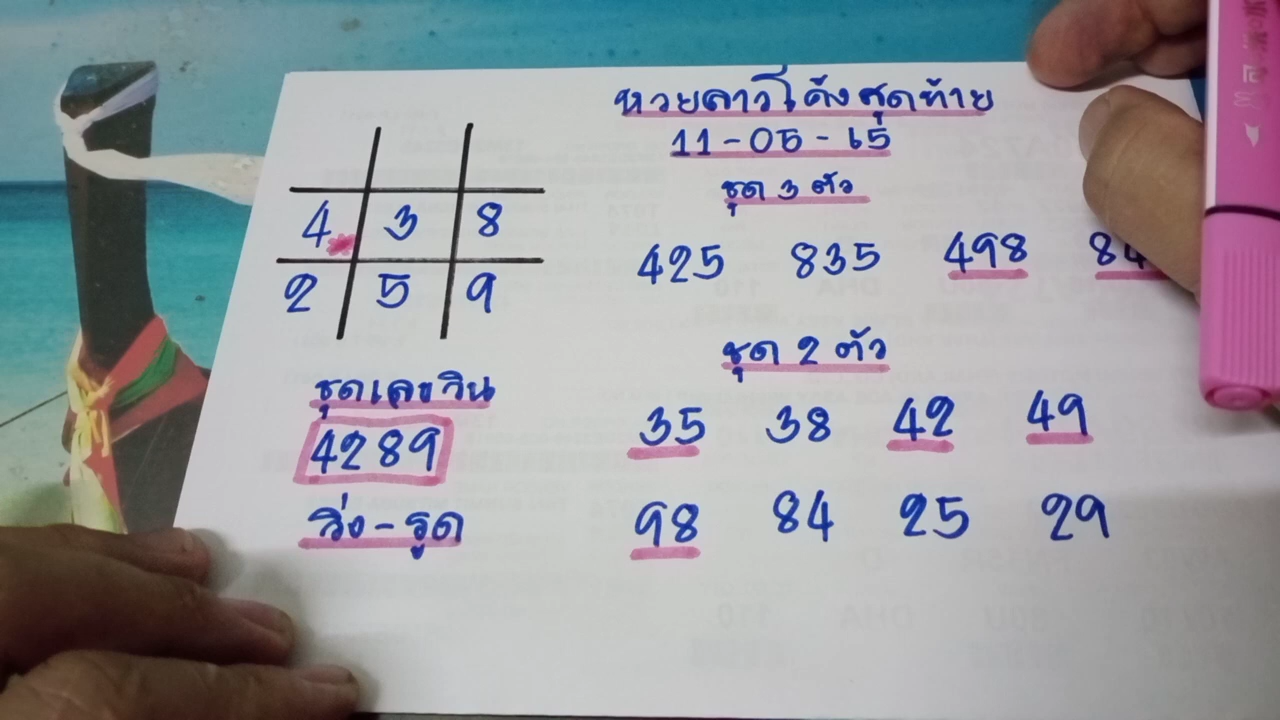 หวยลาวโค้งสุดท้าย
11-05-65
ชุด 3 ตัว
425 835 498
ชุด 2 ตัว
35 38 42 49
98 84 25 29
4 3 8
2 5 9
ชุดเลขวิน
4289
วิ่ง-รูด